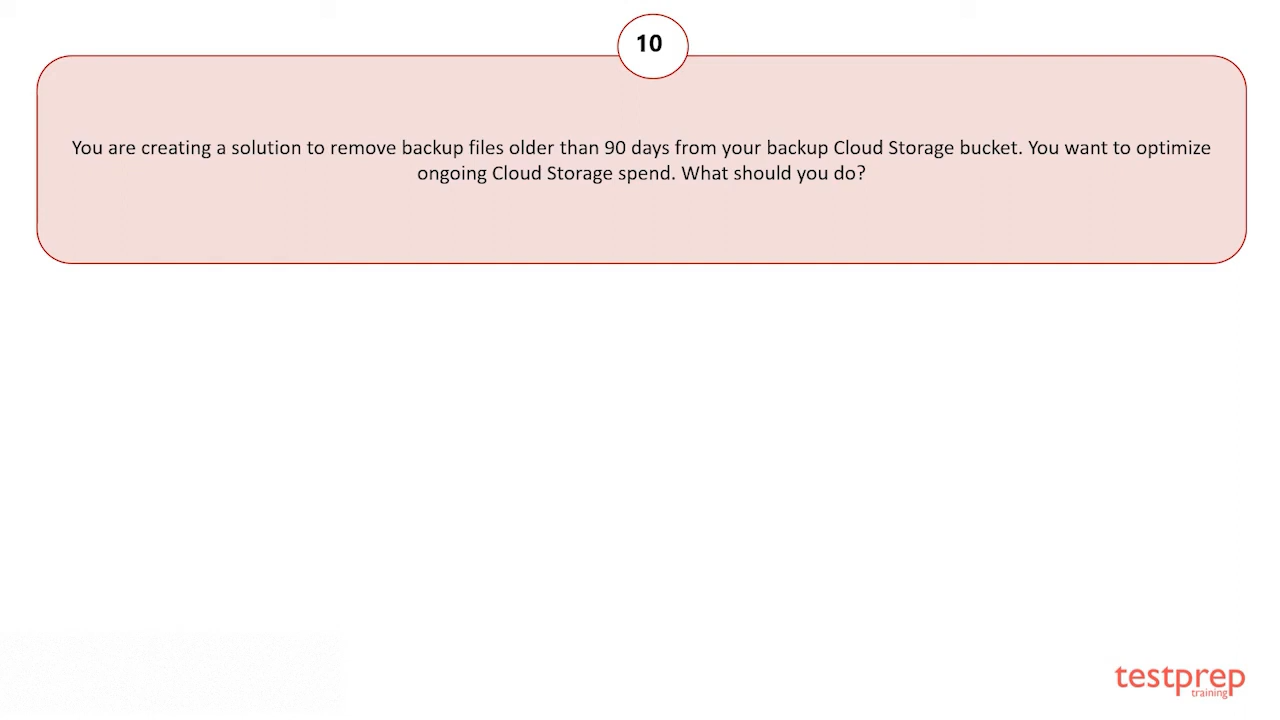 10
You are creating a solution to remove backup files older than 90 days from your backup Cloud Storage bucket. You want to optimize
ongoing Cloud Storage spend. What should you do?
testprep
training